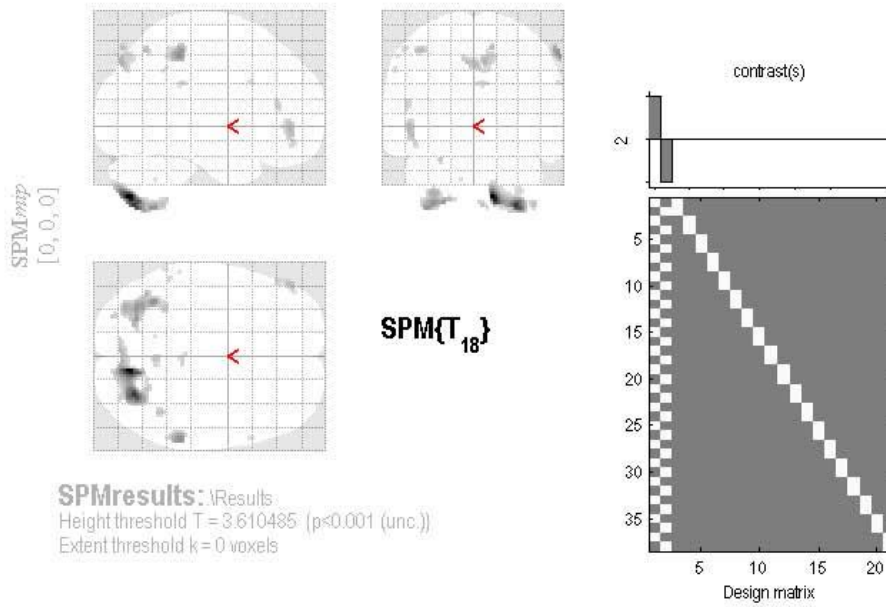 SPMmip
[0, 0, 0]
<
<
<
SPM{T18}
SPMresults: .\Results
Height threshold T = 3.610485 {p<0.001 (unc.)}
Extent threshold k = 0 voxels
contrast(s)
2
5
10
15
20
25
30
35
5 10 15 20
Design matrix